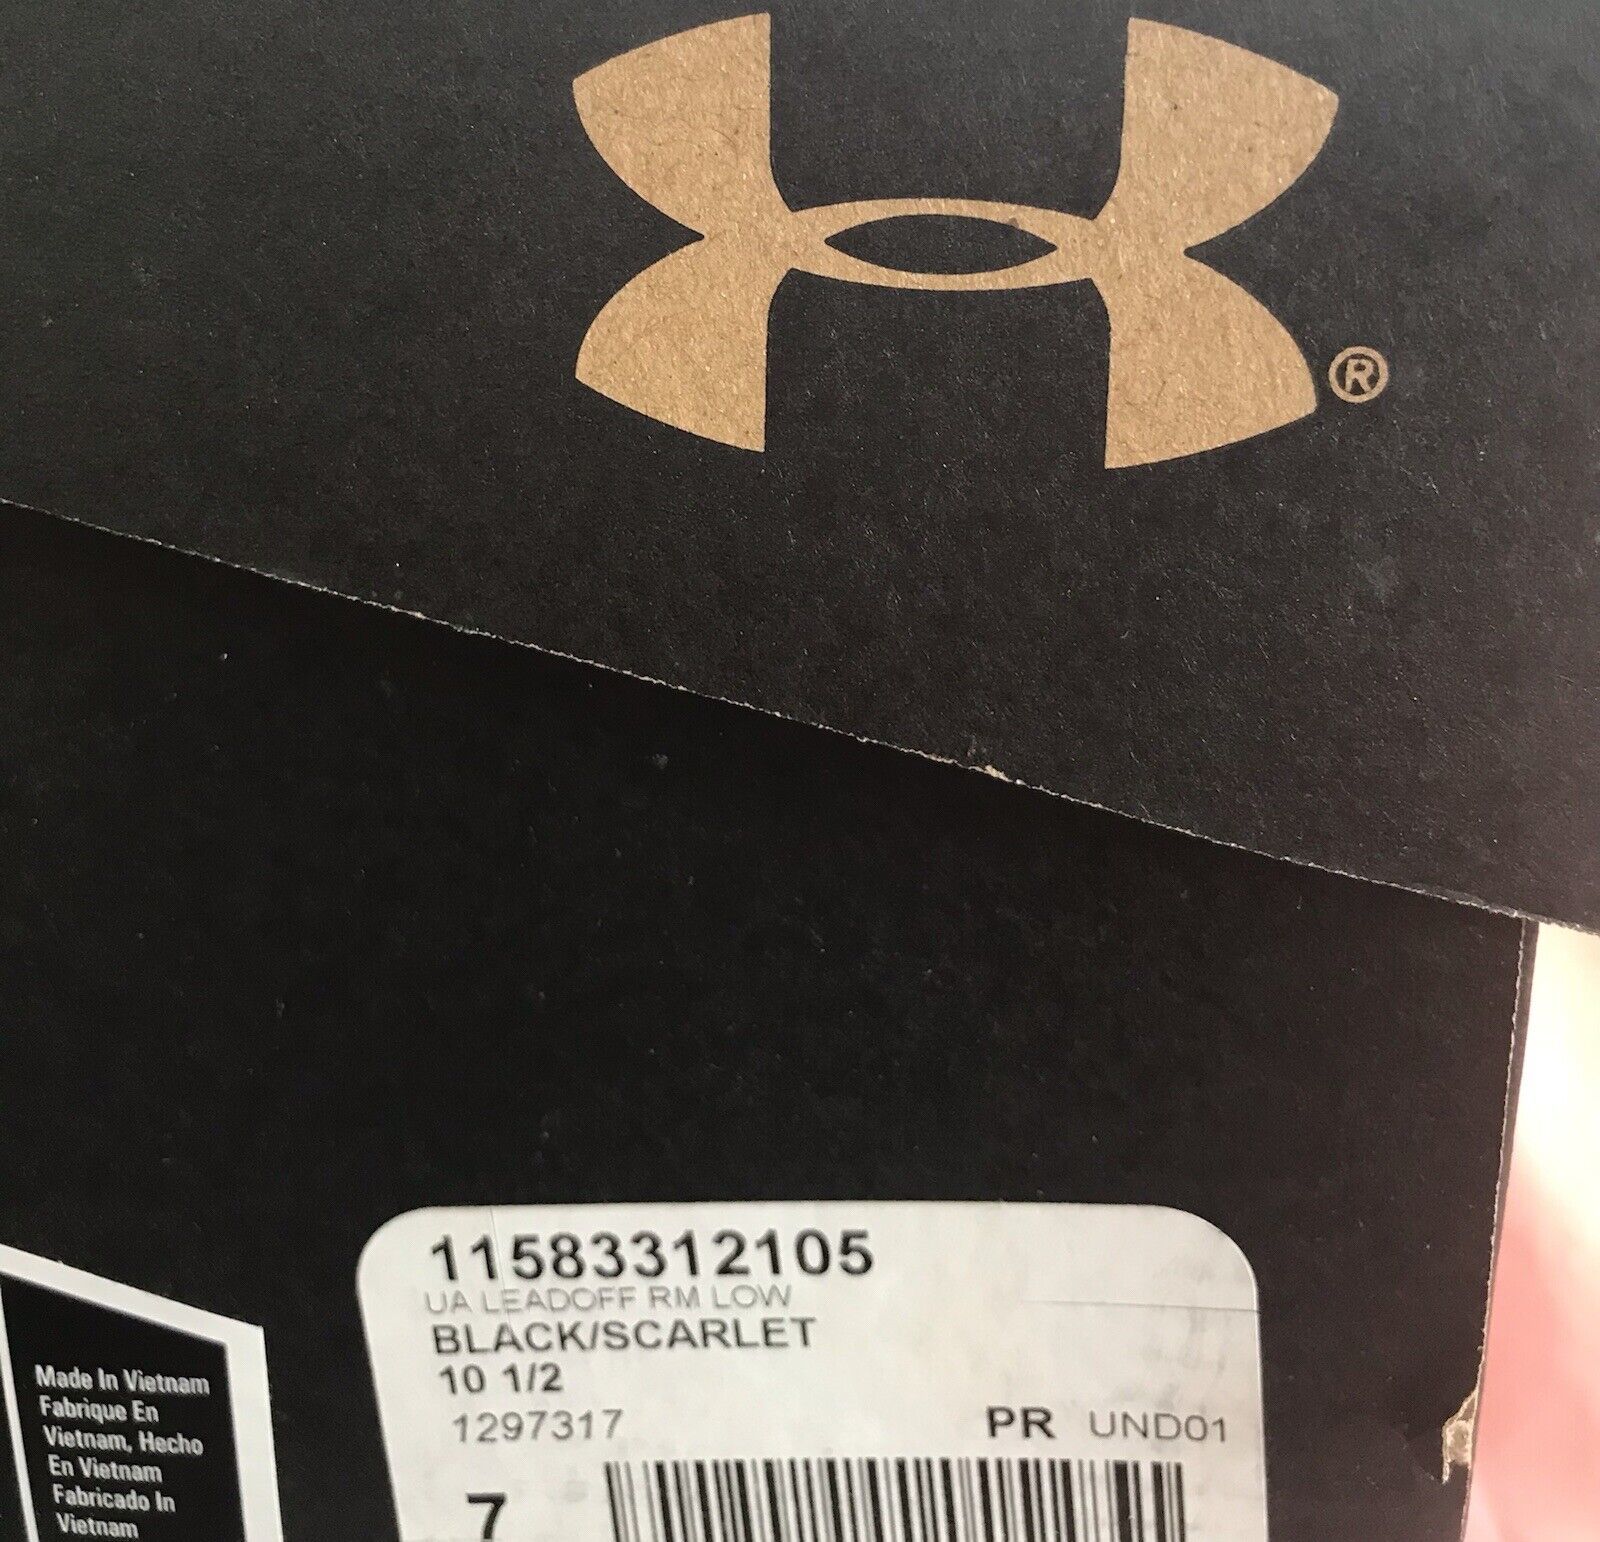 ®
11583312105
UA LEADOFF RM LOW
BLACK/SCARLET
10 1/2
1297317 PR UND01
7
Made In Vietnam
Fabrique En
Vietnam, Hecho
En Vietnam
Fabricado In
Vietnam